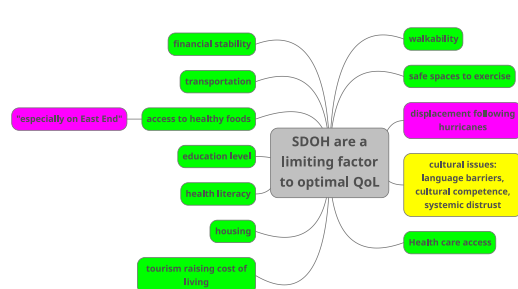 financial stability
transportation
"especially on East End"
access to healthy foods
education level
health literacy
housing
tourism raising cost of
living
SDOH are a
limiting factor
to optimal QoL
walkability
safe spaces to exercise
displacement following
hurricanes
cultural issues:
language barriers,
cultural competence,
systemic distrust
Health care access